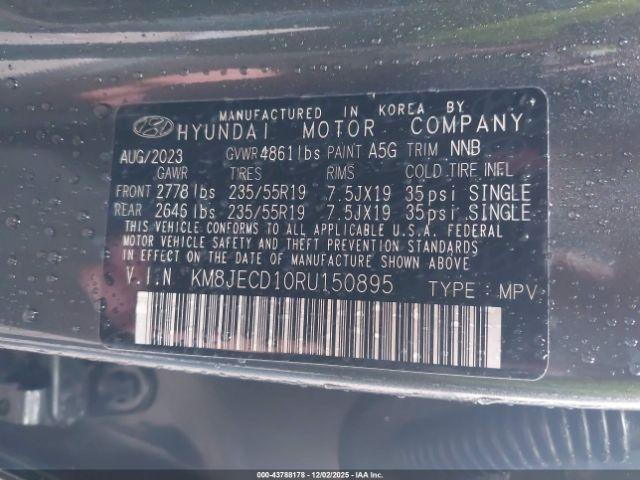 MANUFACTURED IN KOREA BY
HYUNDAI MOTOR COMPANY
AUG/2023 GVWR 4861 lbs PAINT A5G TRIM NNB
GAWR TIRES RIMS COLD TIRE INFL
FRONT 2778 lbs 235/55R19 7.5JX19 35psi SINGLE
REAR 2646 lbs 235/55R19 7.5JX19 35psi SINGLE
THIS VEHICLE CONFORMS TO ALL APPLICABLE U.S.A. FEDERAL
MOTOR VEHICLE SAFETY AND THEFT PREVENTION STANDARDS
IN EFFECT ON THE DATE OF MANUFACTURE SHOWN ABOVE
V.I.N KM8JECD10RU150895 TYPE : MPV
000-43788178 - 12/02/2025 - IAA Inc.